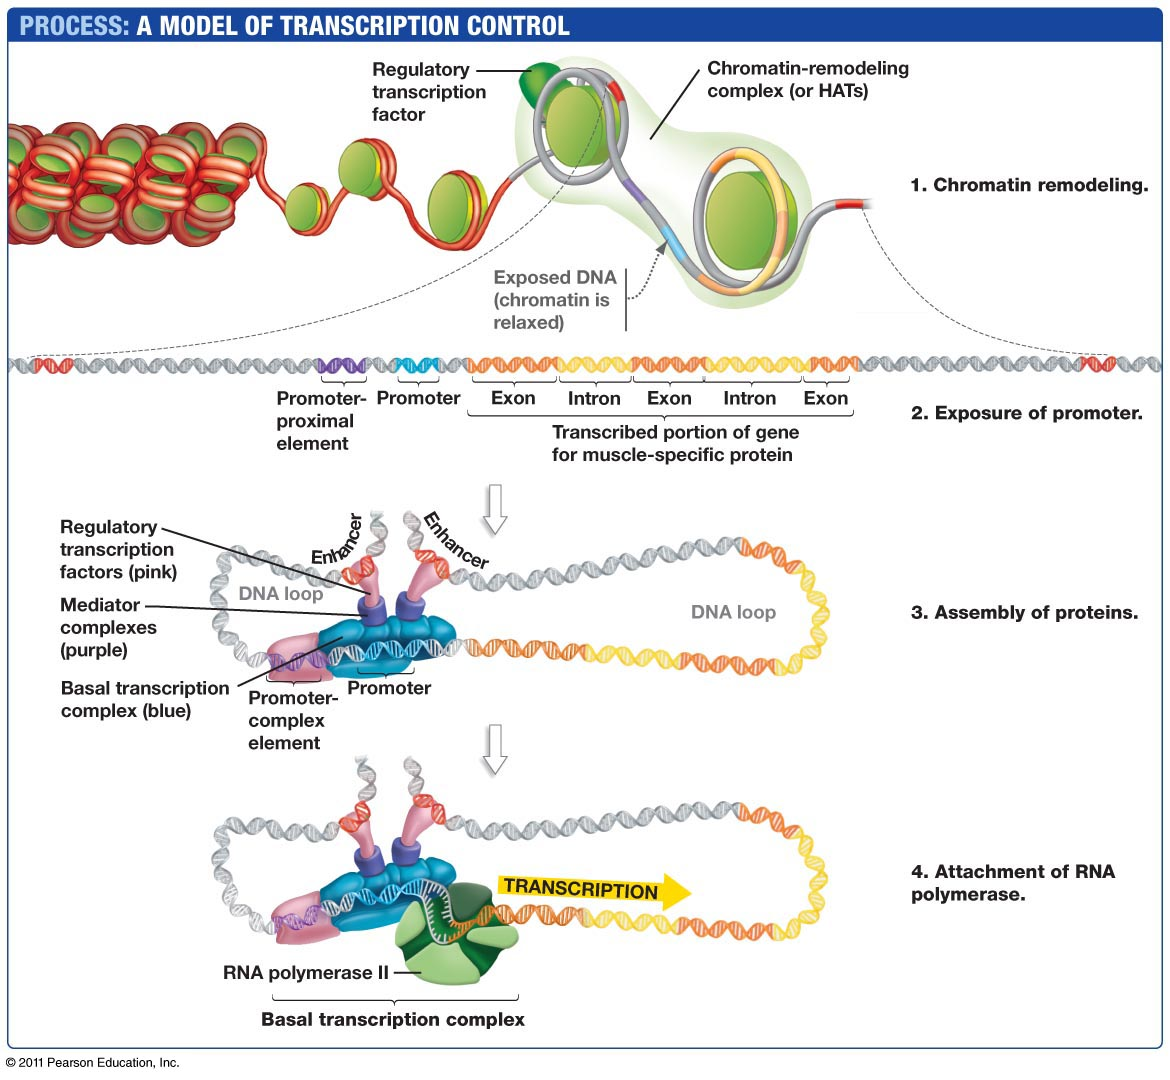 PROCESS: A MODEL OF TRANSCRIPTION CONTROL
Regulatory
transcription
factor
Chromatin-remodeling
complex (or HATs)
1. Chromatin remodeling.
Exposed DNA
(chromatin is
relaxed)
Promoter-
proximal
element
Promoter
Exon
Intron
Exon
Intron
Exon
Transcribed portion of gene
for muscle-specific protein
2. Exposure of promoter.
Regulatory
transcription
factors (pink)
Enhancer
Enhancer
DNA loop
DNA loop
Mediator
complexes
(purple)
3. Assembly of proteins.
Basal transcription
complex (blue)
Promoter-
complex
element
Promoter
TRANSCRIPTION
4. Attachment of RNA
polymerase.
RNA polymerase II
Basal transcription complex
© 2011 Pearson Education, Inc.